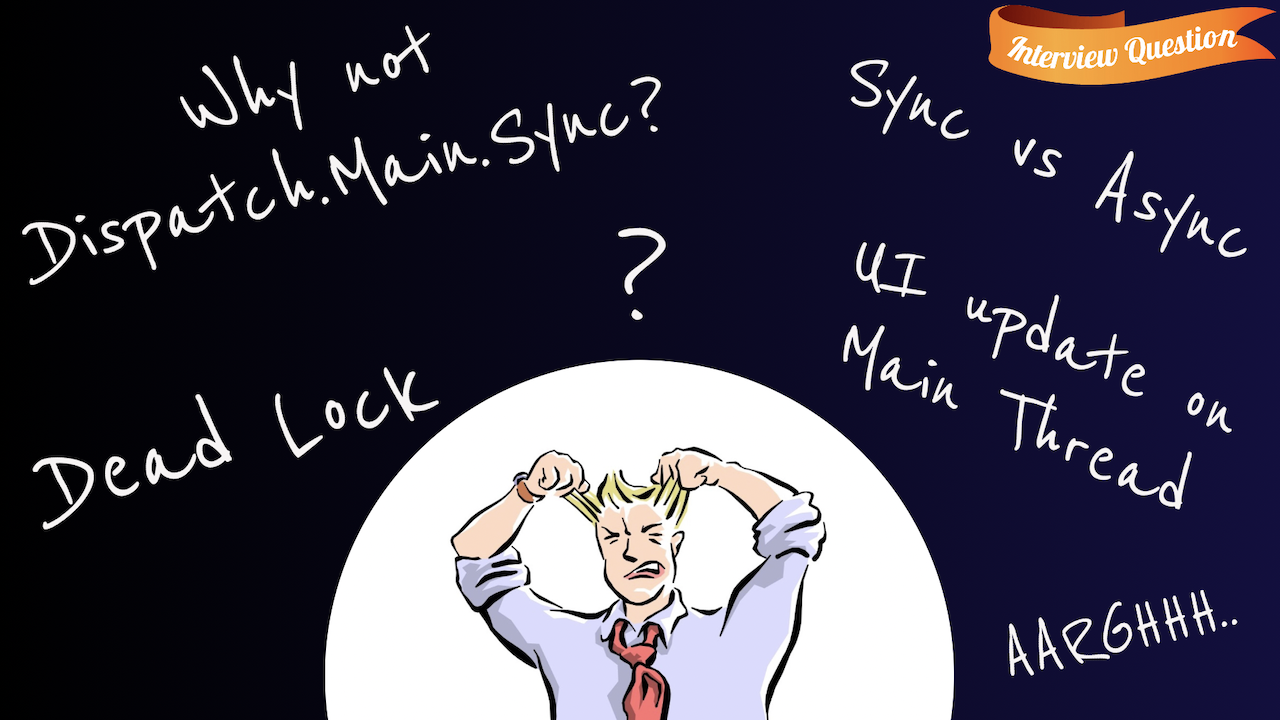 Interview Question
Why not
Dispatch.Main.Sync?
?
Dead Lock
Sync vs Async
UI update on
Main Thread
AARGHHH..